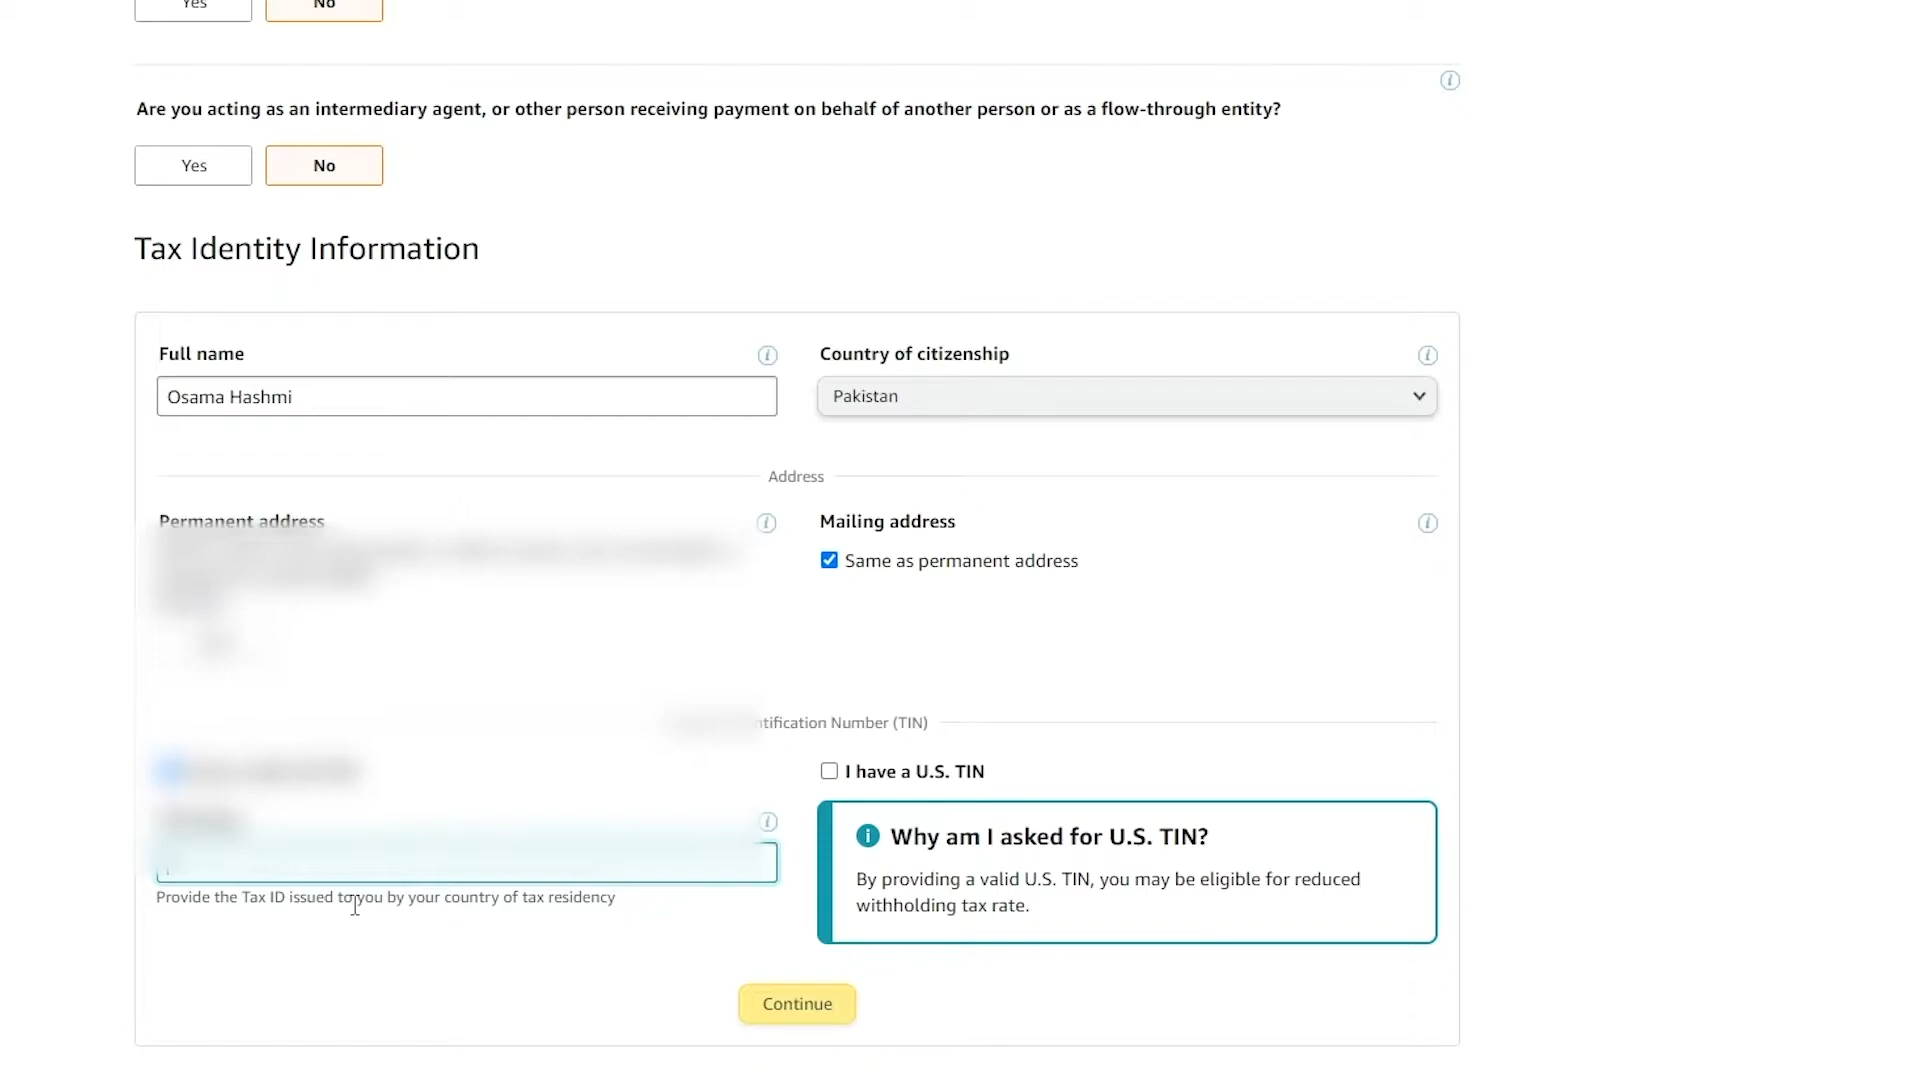 Yes No
Are you acting as an intermediary agent, or other person receiving payment on behalf of another person or as a flow-through entity?
Yes No
Tax Identity Information
Full name
Osama Hashmi
Country of citizenship
Pakistan
Address
Permanent address
Mailing address
Same as permanent address
Number (TIN)
I have a U.S. TIN
Why am I asked for U.S. TIN?
By providing a valid U.S. TIN, you may be eligible for reduced
withholding tax rate.
Provide the Tax ID issued to you by your country of tax residency
Continue